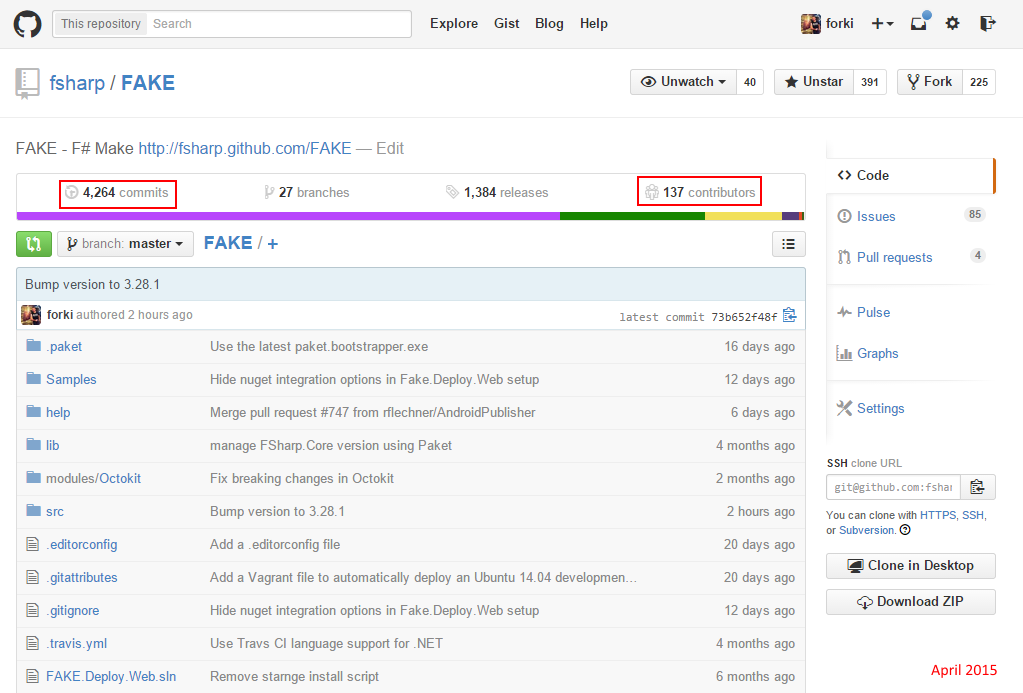 This repository Search Explore Gist Blog Help forki
fsharp / FAKE Unwatch 40 Unstar 391 Fork 225
FAKE - F# Make http://fsharp.github.com/FAKE — Edit
4,264 commits 27 branches 1,384 releases 137 contributors
branch: master FAKE / +
Bump version to 3.28.1
forki authored 2 hours ago latest commit 73b652f48f
.paket Use the latest paket.bootstrapper.exe 16 days ago
Samples Hide nuget integration options in Fake.Deploy.Web setup 12 days ago
help Merge pull request #747 from rflechner/AndroidPublisher 6 days ago
lib manage FSharp.Core version using Paket 4 months ago
modules/Octokit Fix breaking changes in Octokit 2 months ago
src Bump version to 3.28.1 2 hours ago
.editorconfig Add a .editorconfig file 20 days ago
.gitattributes Add a Vagrant file to automatically deploy an Ubuntu 14.04 developmen… 20 days ago
.gitignore Hide nuget integration options in Fake.Deploy.Web setup 12 days ago
.travis.yml Use Travs CI language support for .NET 4 months ago
FAKE.Deploy.Web.sln Remove starnge install script 6 months ago
Code
Issues 85
Pull requests 4
Pulse
Graphs
Settings
SSH clone URL
git@github.com:fshar
You can clone with HTTPS, SSH,
or Subversion.
Clone in Desktop
Download ZIP
April 2015